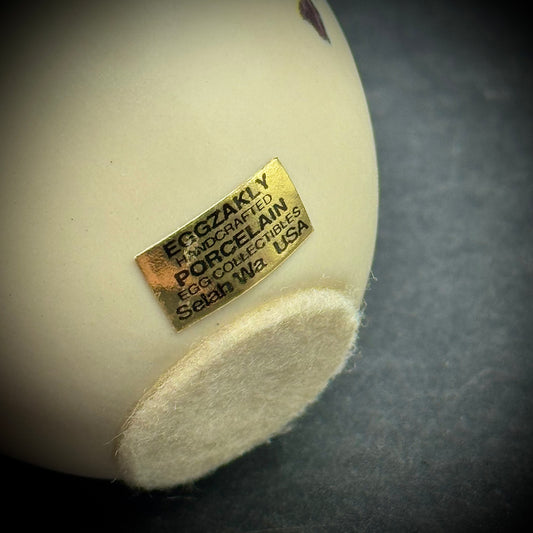 EGGZAKLY
HANDCRAFTED
PORCELAIN
EGG COLLECTIBLES
Selah Wa USA